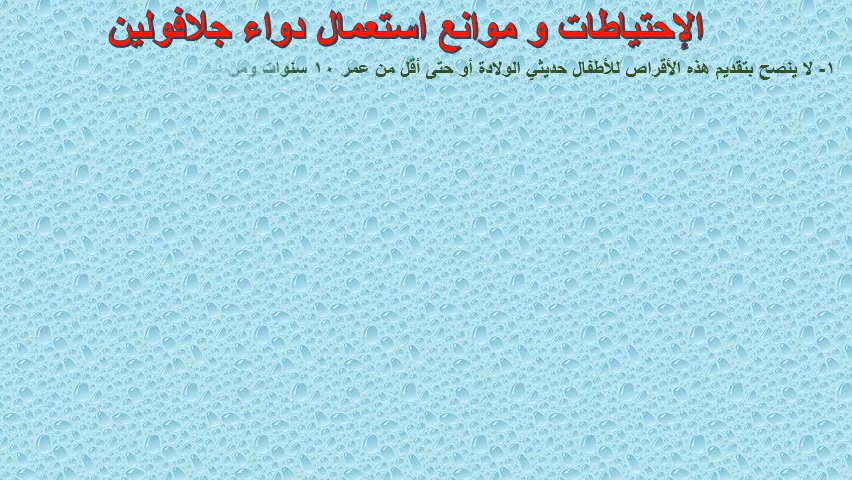 الإحتياطات و موانع استعمال دواء جلافولين
١- لا ينصح بتقديم هذه الأقراص للأطفال حديثي الولادة أو حتى أقل من عمر ١٠ سنوات ومن